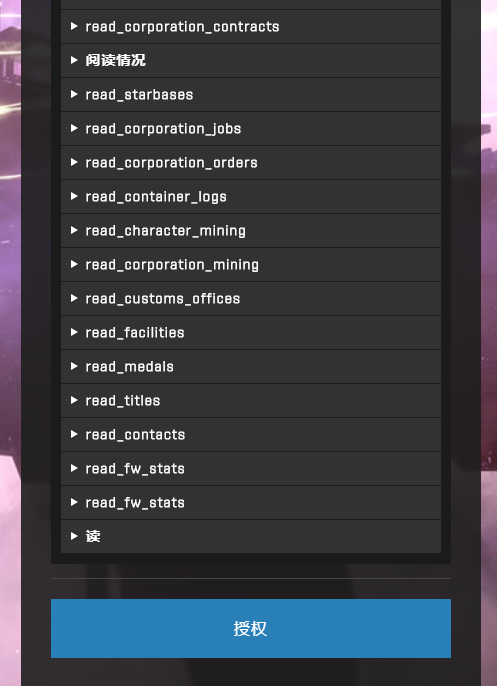 read_corporation_contracts
阅读情况
read_starbases
read_corporation_jobs
read_corporation_orders
read_container_logs
read_character_mining
read_corporation_mining
read_customs_offices
read_facilities
read_medals
read_titles
read_contacts
read_fw_stats
read_fw_stats
读
授权